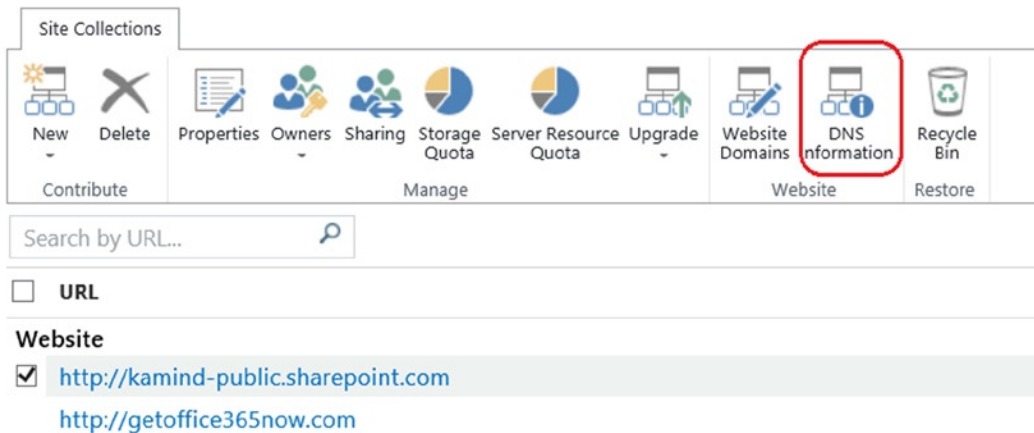 Site Collections
New Delete Properties Owners Sharing Storage Quota Server Resource Quota Upgrade Website Domains DNS Information Recycle Bin
Contribute Manage Website Restore
Search by URL...
URL
Website
http://kamind-public.sharepoint.com
http://getoffice365now.com